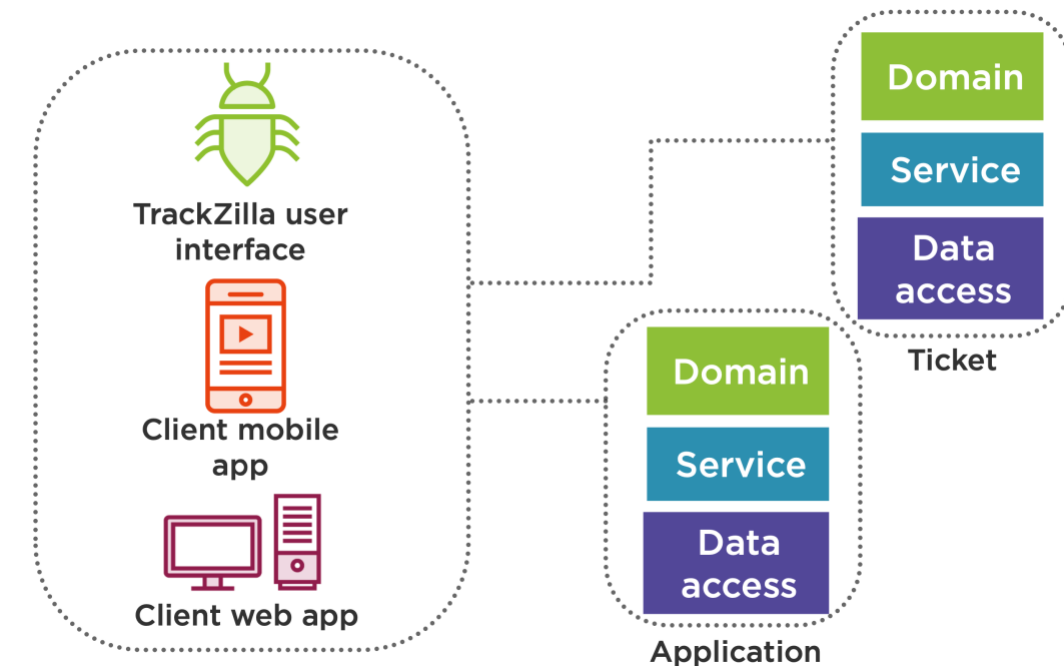 TrackZilla user
interface
Client mobile
app
Client web app
Domain
Service
Data
access
Ticket
Domain
Service
Data
access
Application